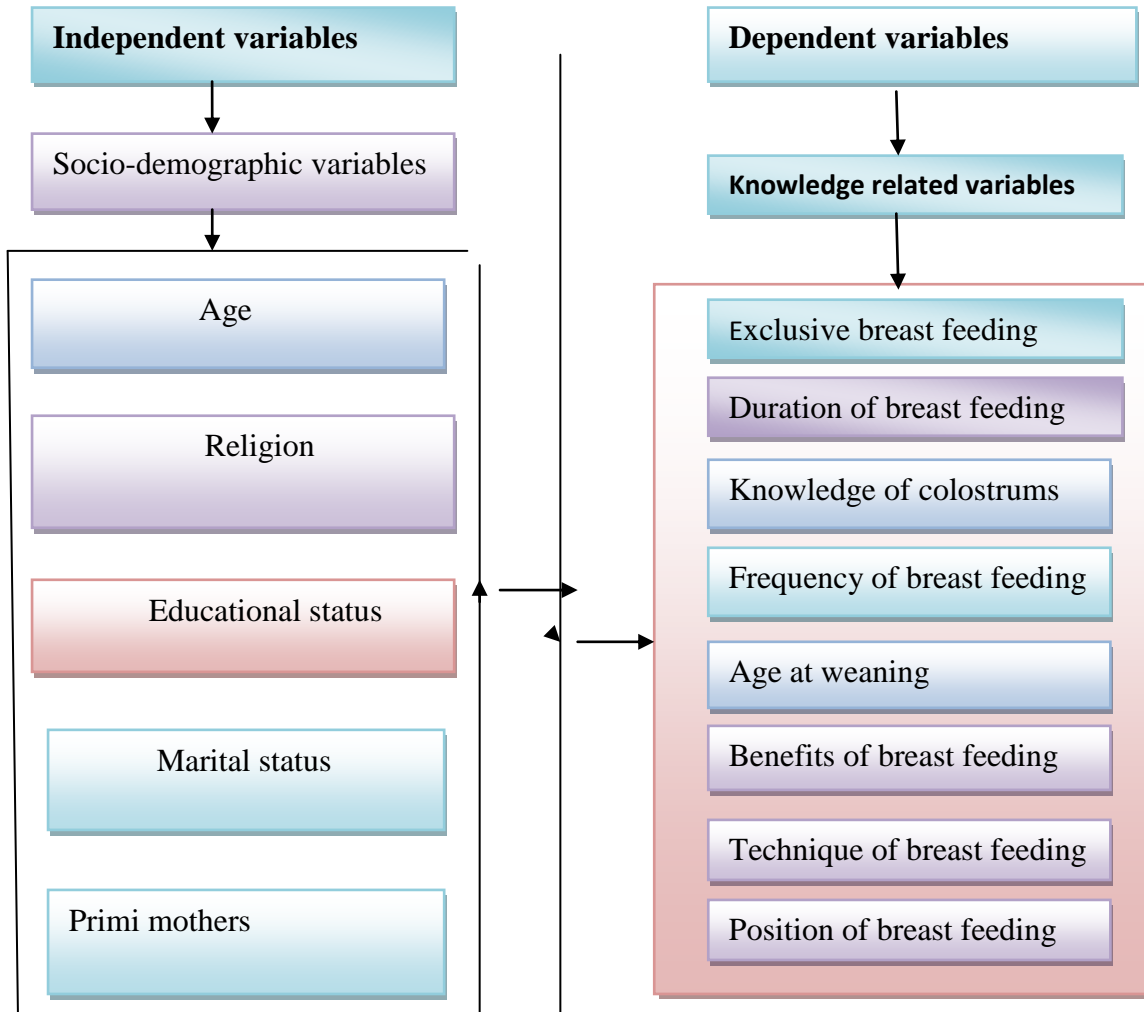 Independent variables
Socio-demographic variables
Age
Religion
Educational status
Marital status
Primi mothers
Dependent variables
Knowledge related variables
Exclusive breast feeding
Duration of breast feeding
Knowledge of colostrums
Frequency of breast feeding
Age at weaning
Benefits of breast feeding
Technique of breast feeding
Position of breast feeding